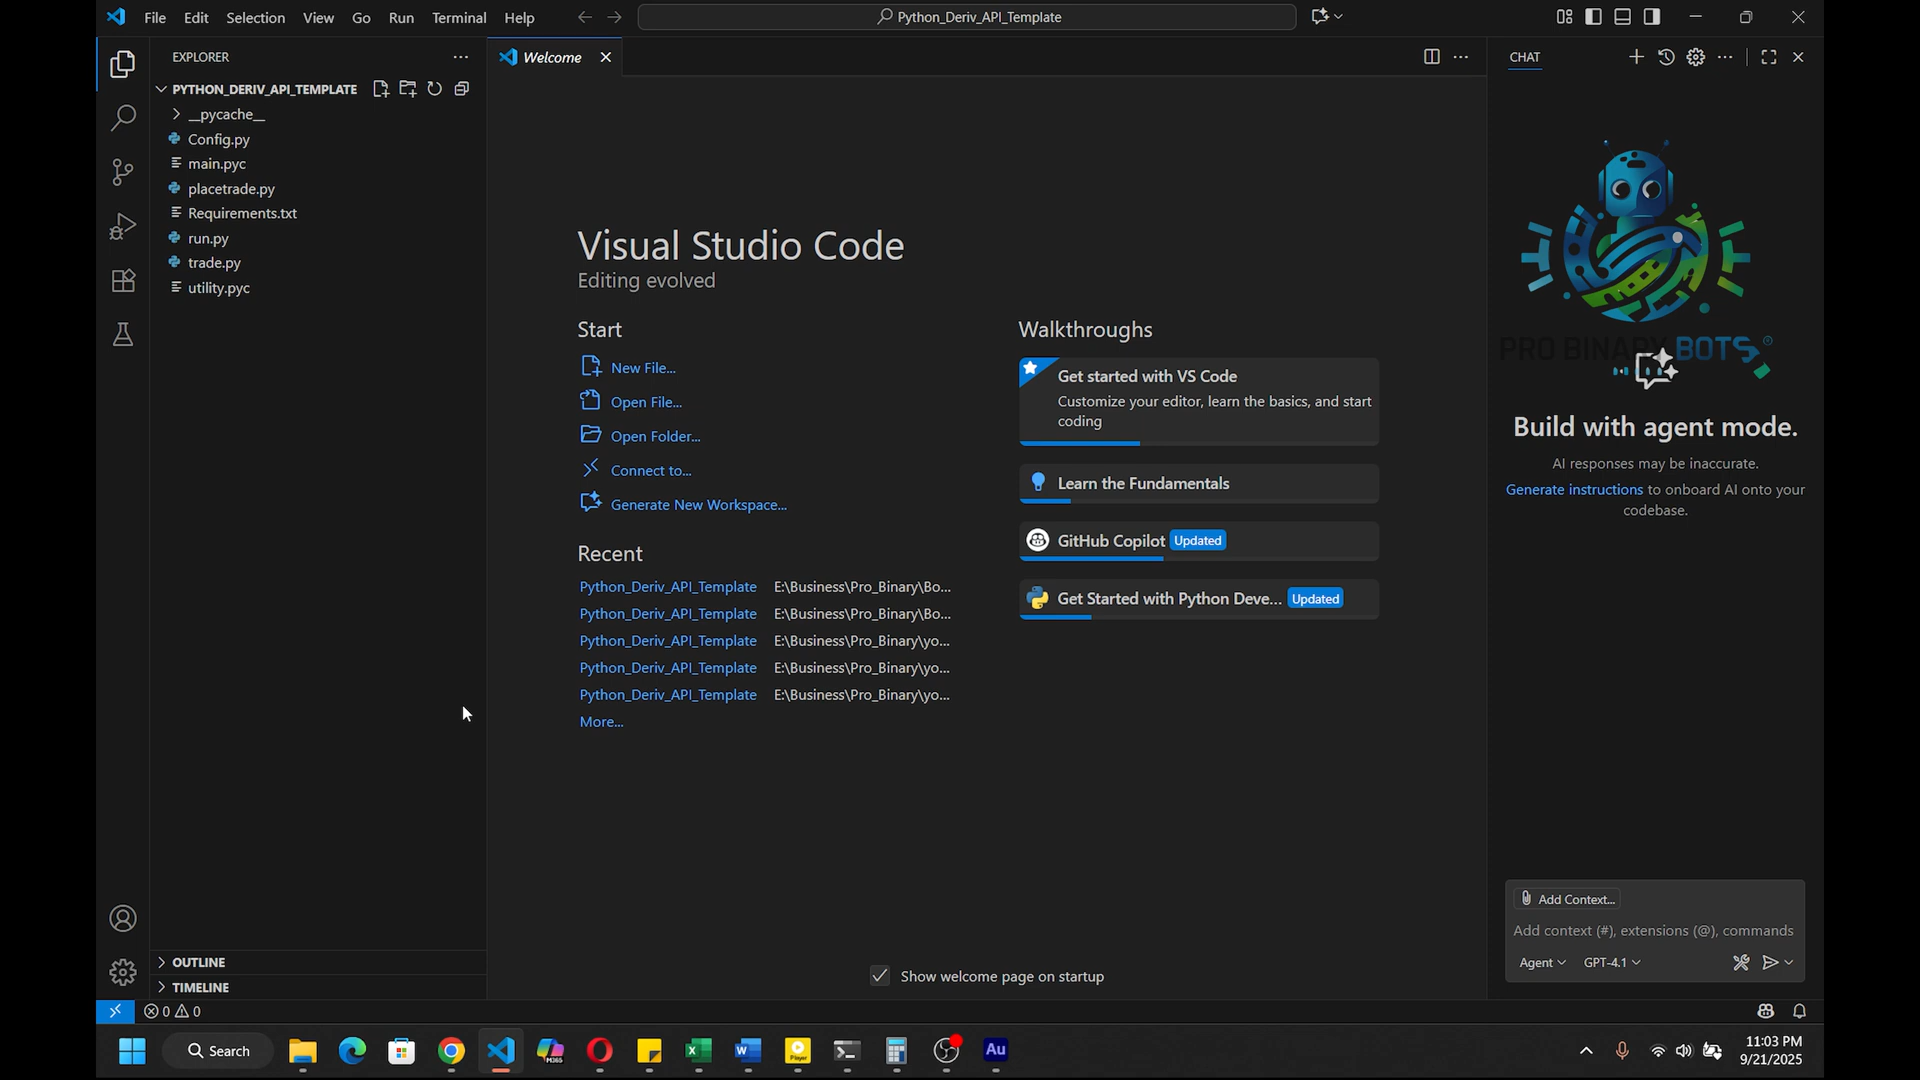 File Edit Selection View Go Run Terminal Help
Python_Deriv_API_Template
EXPLORER
PYTHON_DERIV_API_TEMPLATE
__pycache__
Config.py
main.pyc
placetrade.py
Requirements.txt
run.py
trade.py
utility.pyc
OUTLINE
TIMELINE
Welcome
Visual Studio Code
Editing evolved
Start
New File...
Open File...
Open Folder...
Connect to...
Generate New Workspace...
Recent
Python_Deriv_API_Template E:\Business\Pro_Binary\Bo...
Python_Deriv_API_Template E:\Business\Pro_Binary\Bo...
Python_Deriv_API_Template E:\Business\Pro_Binary\yo...
Python_Deriv_API_Template E:\Business\Pro_Binary\yo...
Python_Deriv_API_Template E:\Business\Pro_Binary\yo...
More...
Walkthroughs
Get started with VS Code
Customize your editor, learn the basics, and start
coding
Learn the Fundamentals
GitHub Copilot Updated
Get Started with Python Deve... Updated
Show welcome page on startup
CHAT
PRO BINARY BOTS ®
Build with agent mode.
AI responses may be inaccurate.
Generate instructions to onboard AI onto your
codebase.
Add Context...
Add context (#), extensions (@), commands
Agent GPT-4.1
0 0
Search
M365
Player
Au
11:03 PM
9/21/2025